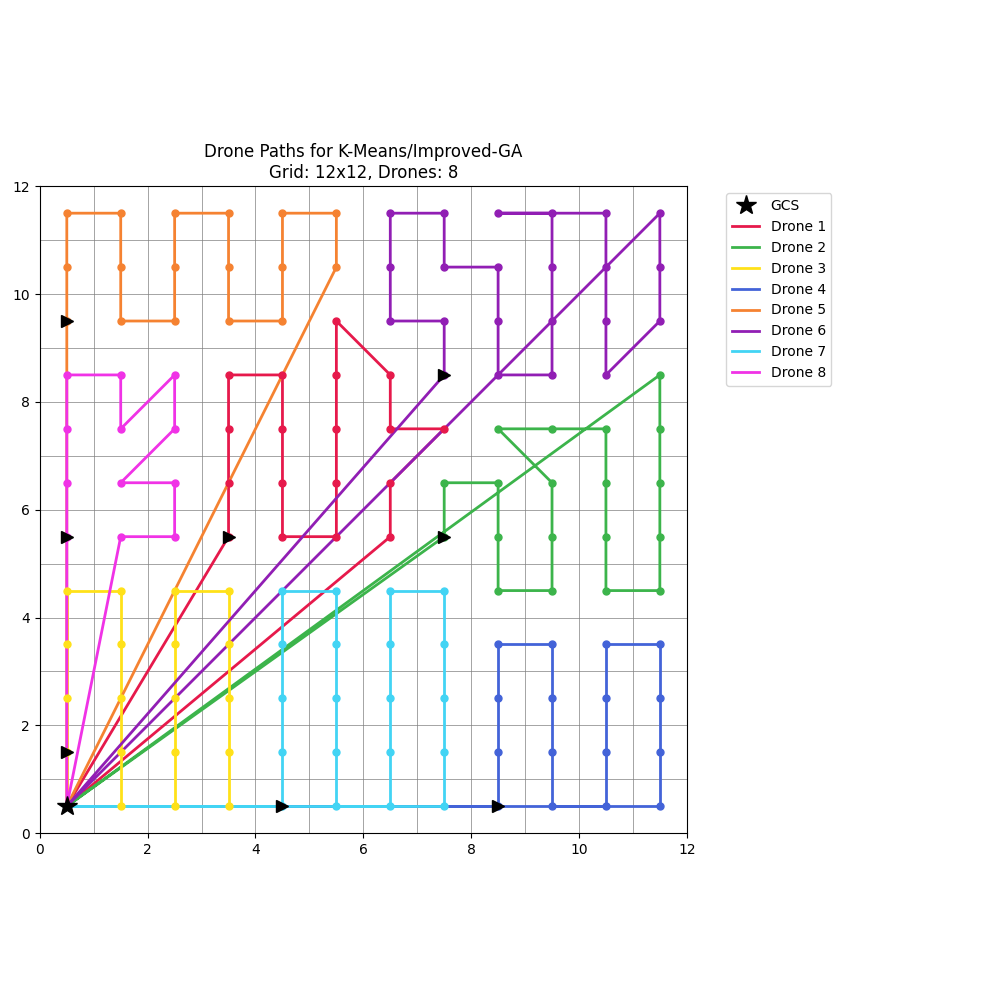 Drone Paths for K-Means/Improved-GA
Grid: 12x12, Drones: 8
12
10
8
6
4
2
0
0 2 4 6 8 10 12
GCS
Drone 1
Drone 2
Drone 3
Drone 4
Drone 5
Drone 6
Drone 7
Drone 8